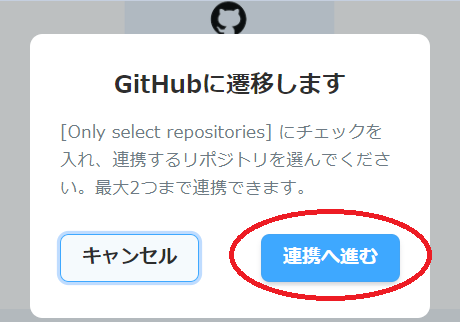 GitHubに遷移します
[Only select repositories] にチェックを
入れ、連携するリポジトリを選んでくださ
い。最大2つまで連携できます。
キャンセル
連携へ進む